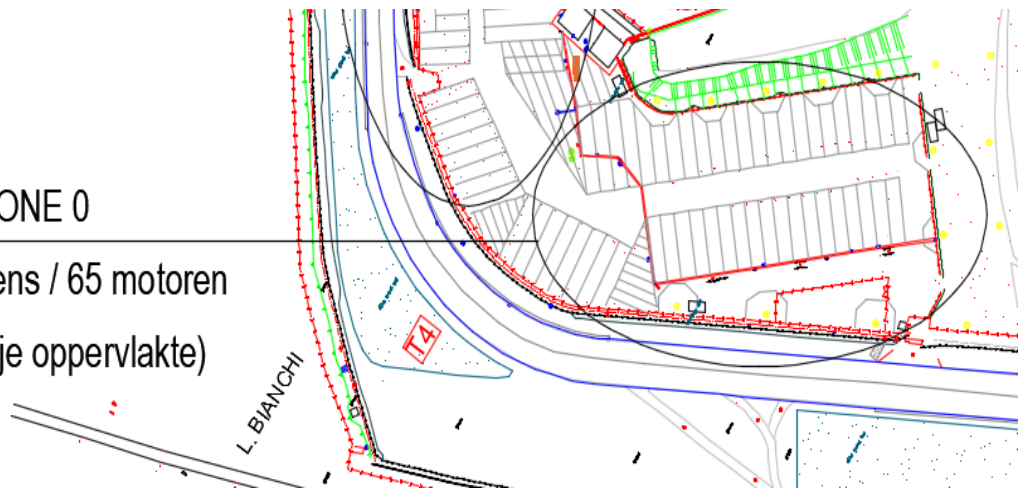 ONE 0
ens / 65 motoren
je oppervlakte)
T4
L. BIANCHI